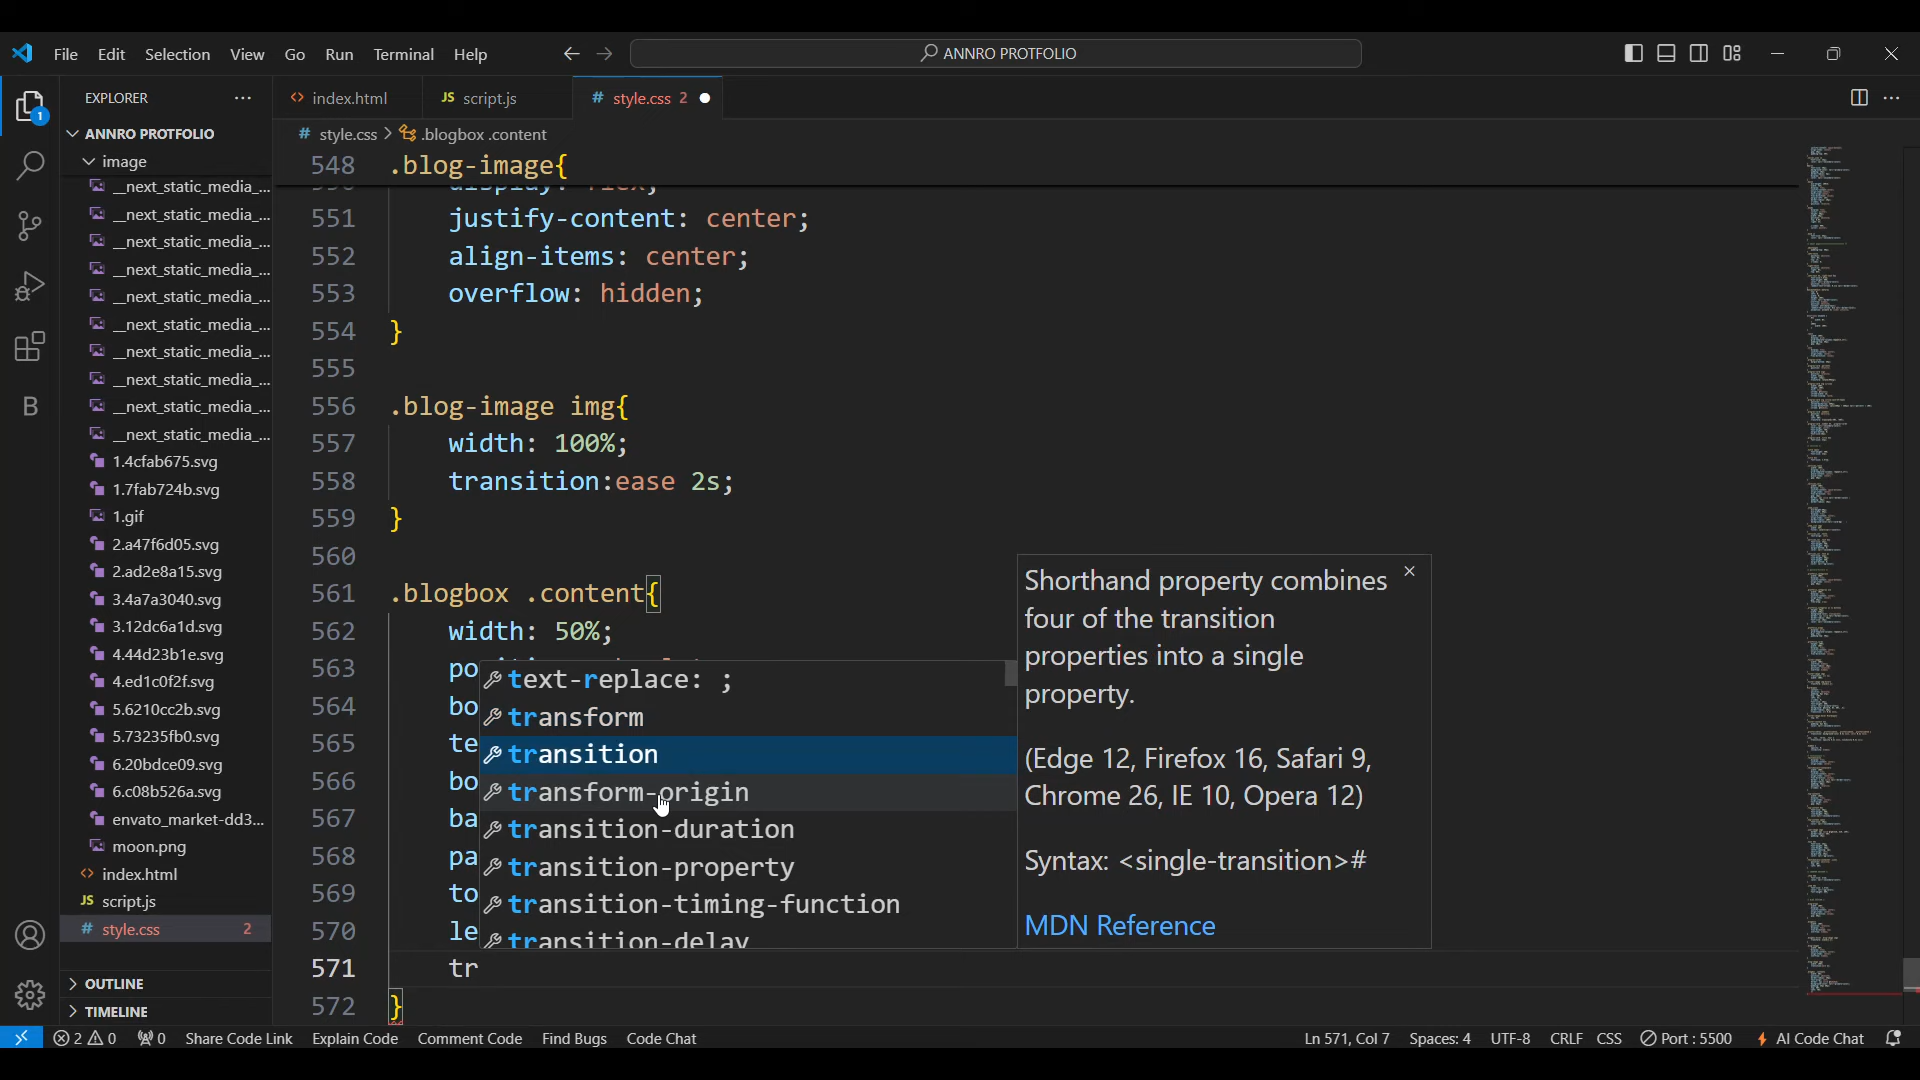 File Edit Selection View Go Run Terminal Help
ANNRO PROTFOLIO
EXPLORER
index.html
JS script.js
# style.css 2
ANNRO PROTFOLIO
# style.css > .blogbox .content
image
__next_static_media_...
__next_static_media_...
__next_static_media_...
__next_static_media_...
__next_static_media_...
__next_static_media_...
__next_static_media_...
__next_static_media_...
__next_static_media_...
__next_static_media_...
1.4cfab675.svg
1.7fab724b.svg
1.gif
2.a47f6d05.svg
2.ad2e8a15.svg
3.4a7a3040.svg
3.12dc6a1d.svg
4.44d23b1e.svg
4.ed1c0f2f.svg
5.6210cc2b.svg
5.73235fb0.svg
6.20bdce09.svg
6.c08b526a.svg
envato_market-dd3...
moon.png
<> index.html
JS script.js
# style.css 2
OUTLINE
TIMELINE
B
548 .blog-image{
551 justify-content: center;
552 align-items: center;
553 overflow: hidden;
554 }
555
556 .blog-image img{
557 width: 100%;
558 transition:ease 2s;
559 }
560
561 .blogbox .content{
562 width: 50%;
563 po
564 bo
565 te
566 bo
567 ba
568 pa
569 to
570 le
571 tr
572 }
text-replace: ;
transform
transition
transform-origin
transition-duration
transition-property
transition-timing-function
transition-delay
Shorthand property combines
four of the transition
properties into a single
property.
(Edge 12, Firefox 16, Safari 9,
Chrome 26, IE 10, Opera 12)
Syntax: <single-transition>#
MDN Reference
2 0 0 Share Code Link Explain Code Comment Code Find Bugs Code Chat Ln 571, Col 7 Spaces: 4 UTF-8 CRLF CSS Port : 5500 AI Code Chat